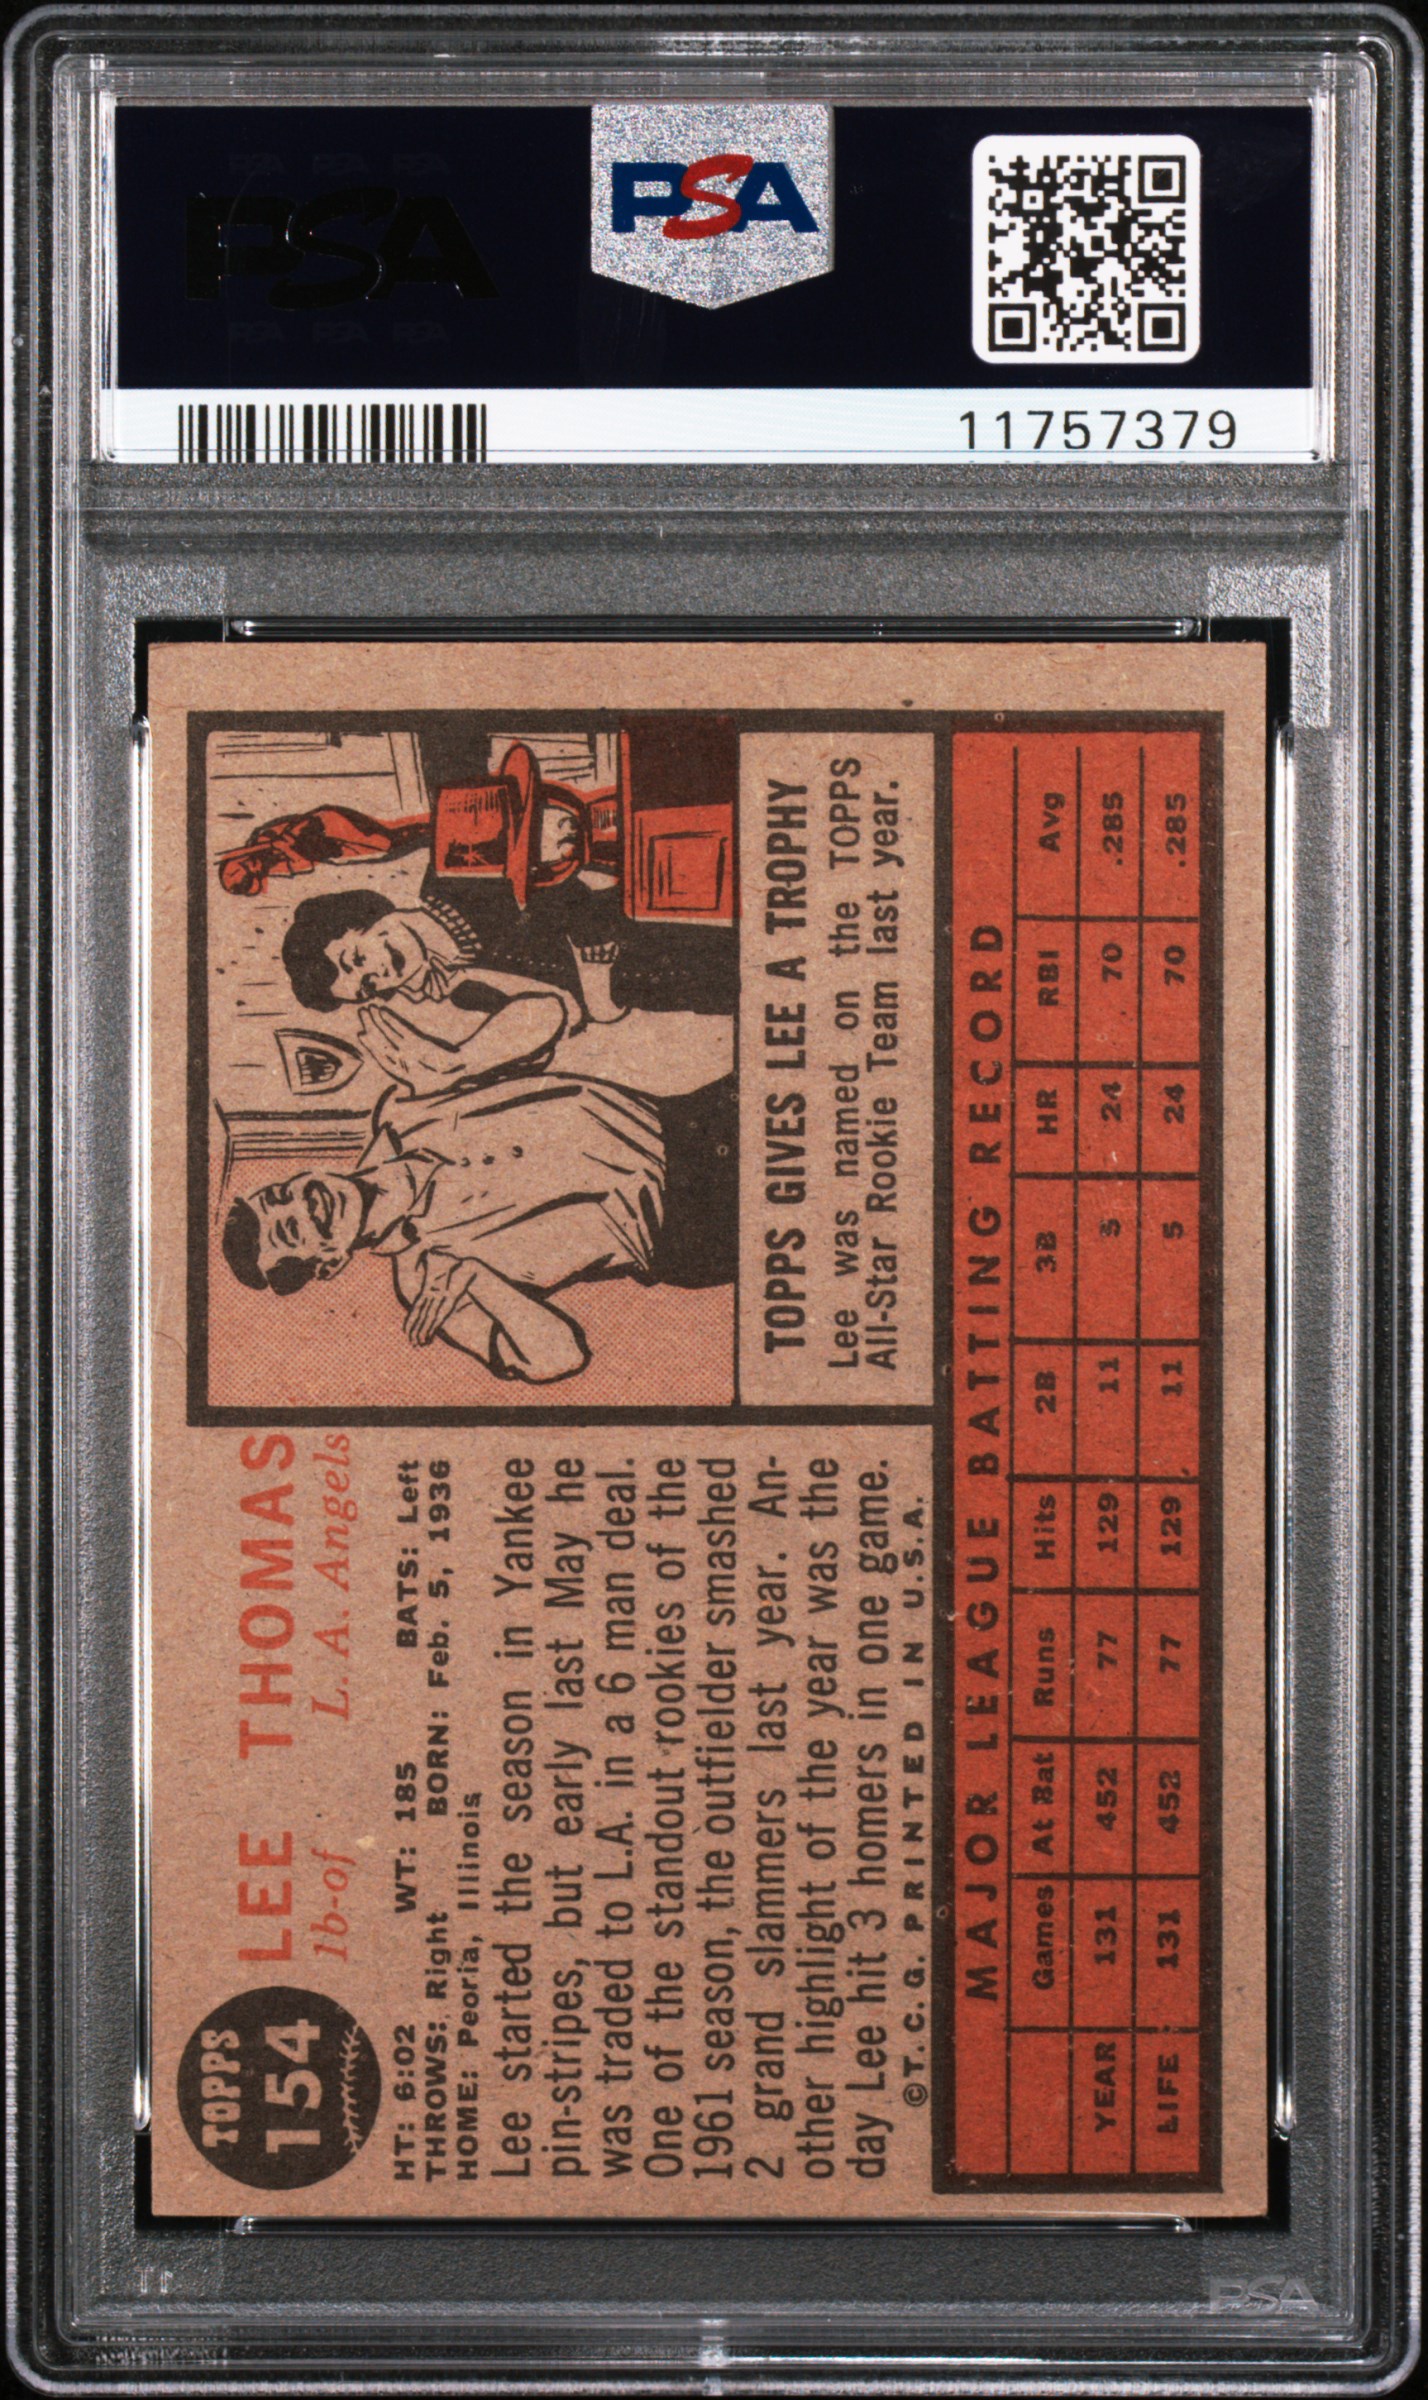 PSA
PSA PSA PSA
PSA
PSA PSA PSA
11757379
TOPPS
154
LEE THOMAS
1b-of L. A. Angels
HT: 6:02 WT: 185 BATS: Left
THROWS: Right BORN: Feb. 5, 1936
HOME: Peoria, Illinois
Lee started the season in Yankee
pin-stripes, but early last May he
was traded to L.A. in a 6 man deal.
One of the standout rookies of the
1961 season, the outfielder smashed
2 grand slammers last year. An-
other highlight of the year was the
day Lee hit 3 homers in one game.
©T. C. G. PRINTED IN U.S.A.
TOPPS GIVES LEE A TROPHY
Lee was named on the TOPPS
All-Star Rookie Team last year.
MAJOR LEAGUE BATTING RECORD
Games At Bat Runs Hits 2B 3B HR RBI Avg
YEAR 131 452 77 129 11 5 24 70 .285
LIFE 131 452 77 129 11 5 24 70 .285
PSA